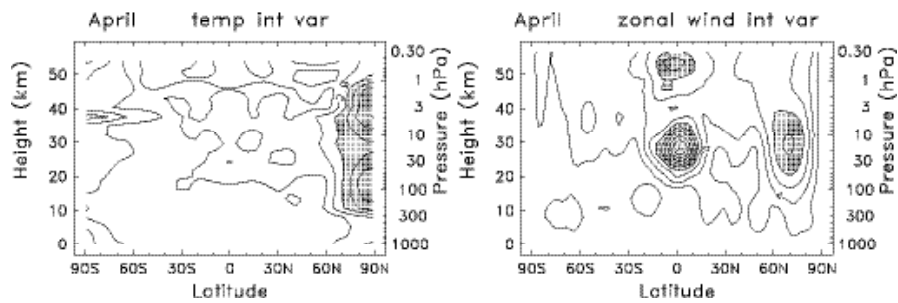 April temp int var
50
40
30
20
10
0
Height (km)
0.30
1
3
10
30
100
300
1000
Pressure (hPa)
90S 60S 30S 0 30N 60N 90N
Latitude
April zonal wind int var
50
40
30
20
10
0
Height (km)
0.30
1
3
10
30
100
300
1000
Pressure (hPa)
90S 60S 30S 0 30N 60N 90N
Latitude